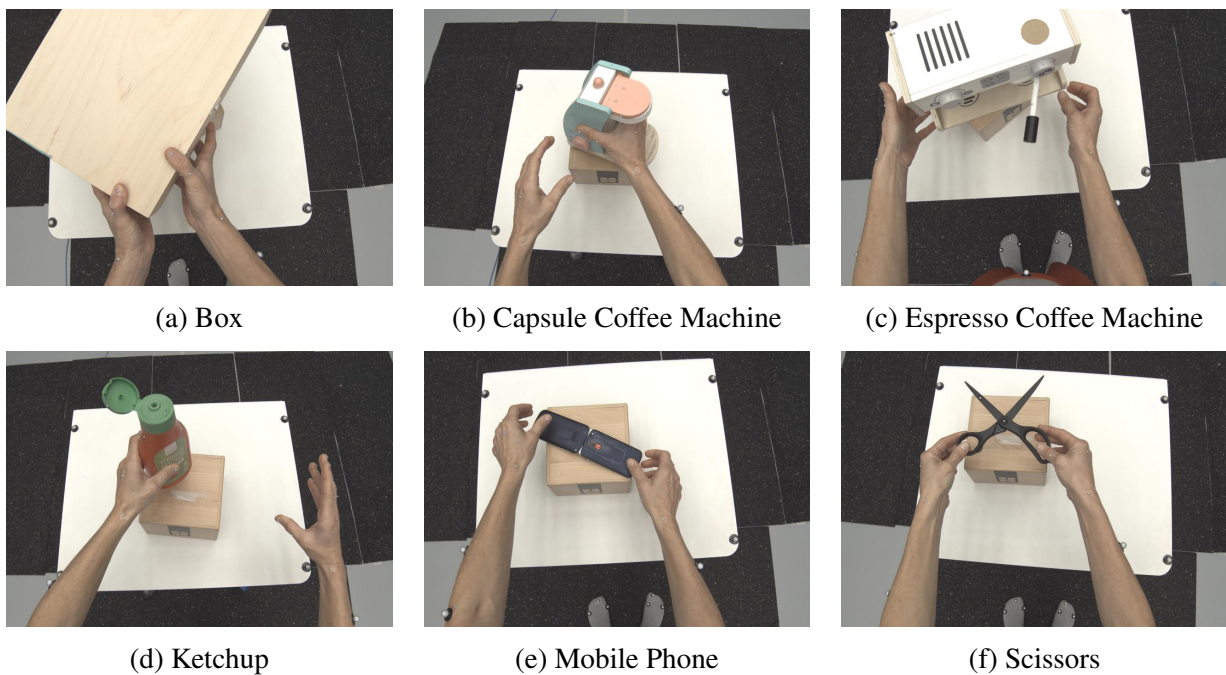 (a) Box
(b) Capsule Coffee Machine
(c) Espresso Coffee Machine
(d) Ketchup
(e) Mobile Phone
(f) Scissors